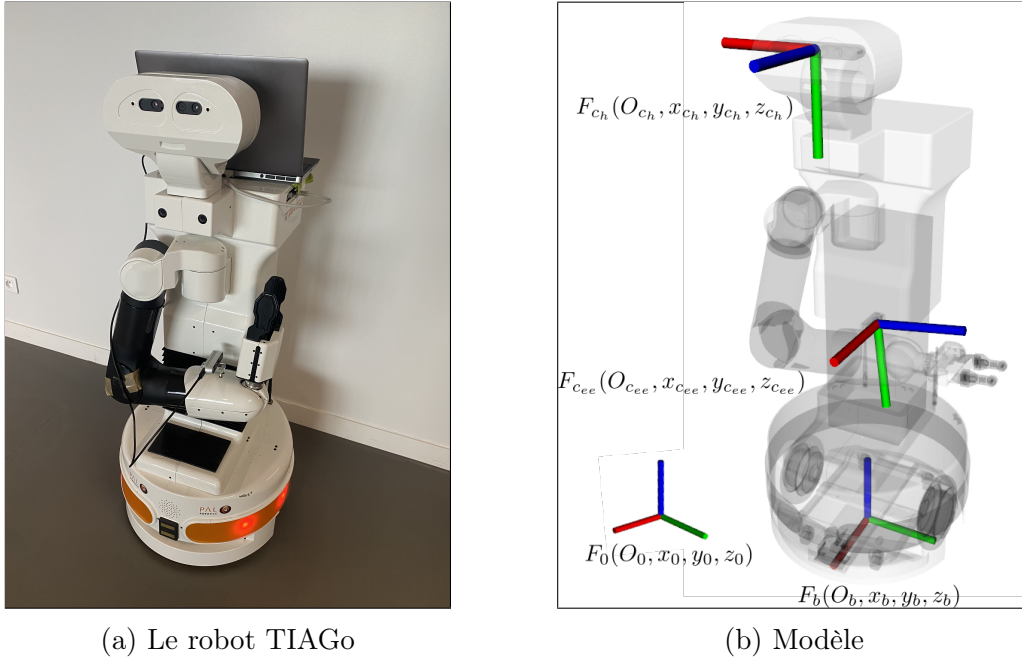 F_{c_h}(O_{c_h}, x_{c_h}, y_{c_h}, z_{c_h})
F_{c_{ee}}(O_{c_{ee}}, x_{c_{ee}}, y_{c_{ee}}, z_{c_{ee}})
PAL
F_0(O_0, x_0, y_0, z_0)
F_b(O_b, x_b, y_b, z_b)
(a) Le robot TIAGo
(b) Modèle